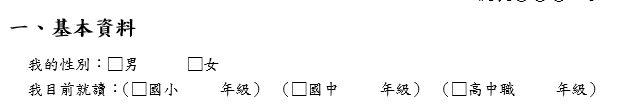 一、基本資料
我的性別：□男　□女
我目前就讀：(□國小　年級)　(□國中　年級)　(□高中職　年級)